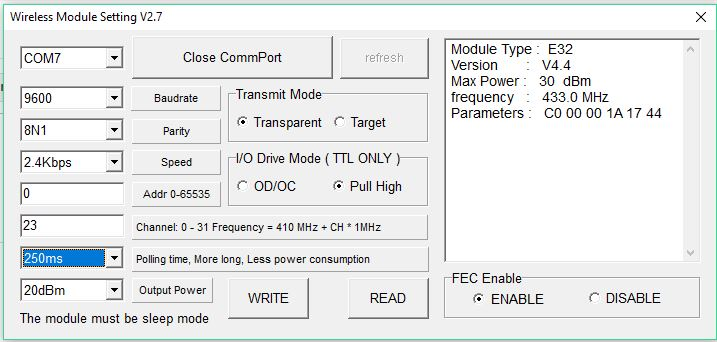 Wireless Module Setting V2.7
COM7
Close CommPort
refresh
9600
Baudrate
8N1
Parity
2.4Kbps
Speed
0
Addr 0-65535
23
Channel: 0 - 31 Frequency = 410 MHz + CH * 1MHz
250ms
Polling time, More long, Less power consumption
20dBm
Output Power
WRITE
READ
The module must be sleep mode
Transmit Mode
Transparent
Target
I/O Drive Mode ( TTL ONLY )
OD/OC
Pull High
Module Type : E32
Version : V4.4
Max Power : 30 dBm
frequency : 433.0 MHz
Parameters : C0 00 00 1A 17 44
FEC Enable
ENABLE
DISABLE